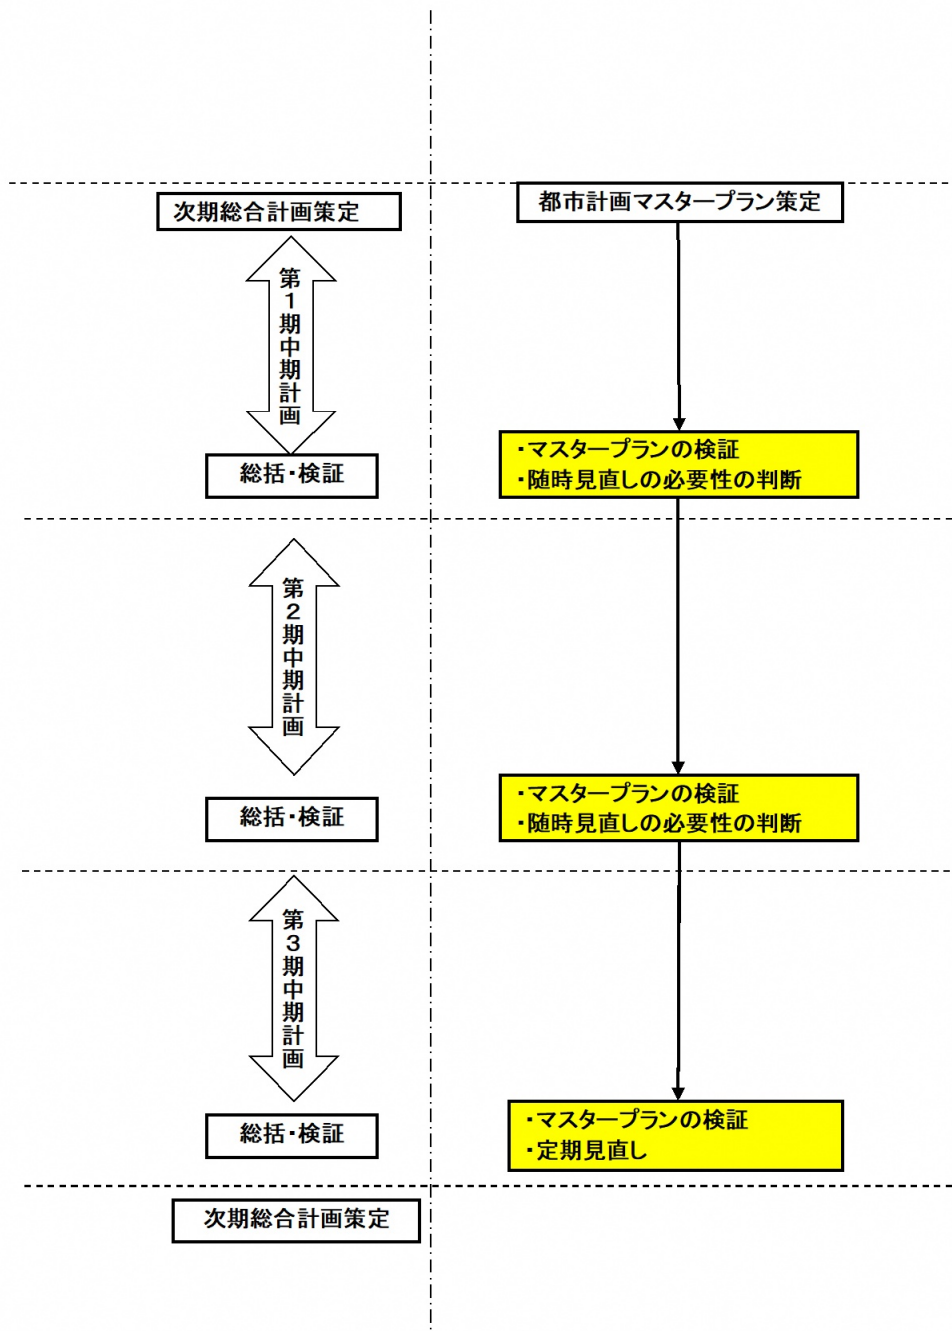 次期総合計画策定
都市計画マスタープラン策定
第1期中期計画
総括・検証
・マスタープランの検証
・随時見直しの必要性の判断
第2期中期計画
総括・検証
・マスタープランの検証
・随時見直しの必要性の判断
第3期中期計画
総括・検証
・マスタープランの検証
・定期見直し
次期総合計画策定